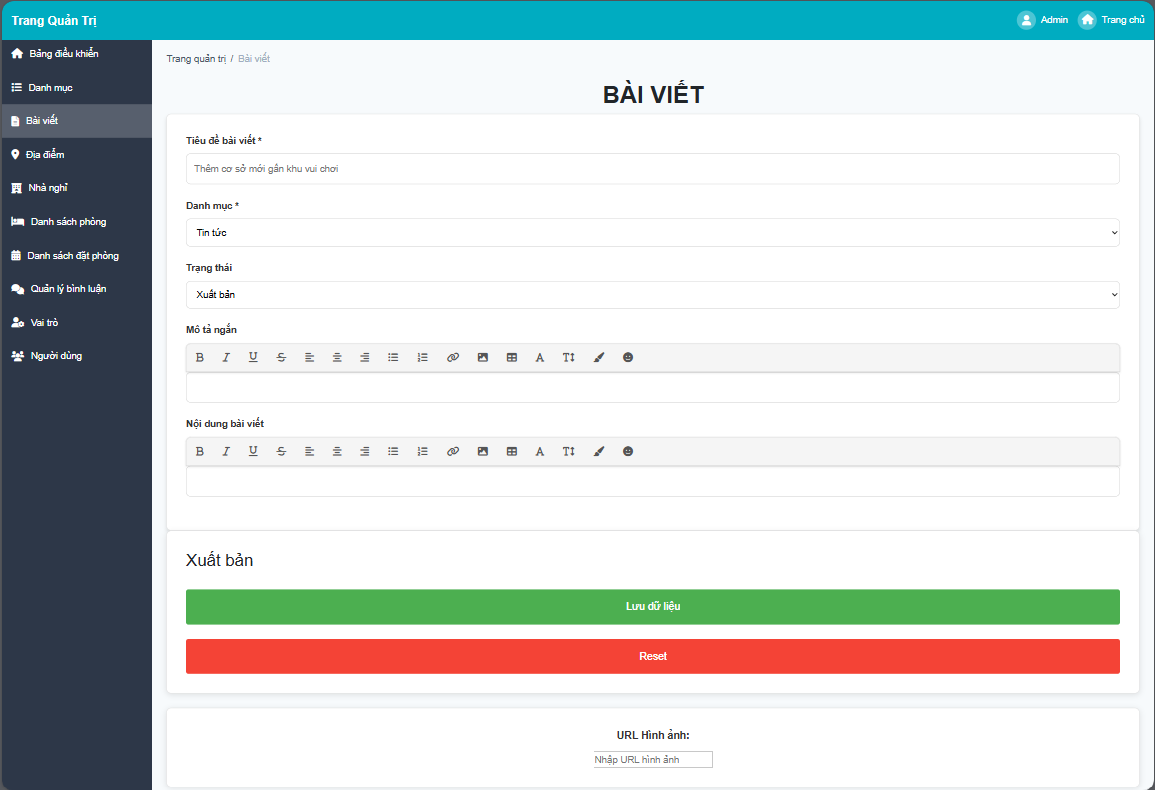 Trang Quản Trị
Admin
Trang chủ
Bảng điều khiển
Danh mục
Bài viết
Địa điểm
Nhà nghỉ
Danh sách phòng
Danh sách đặt phòng
Quản lý bình luận
Vai trò
Người dùng
Trang quản trị / Bài viết
BÀI VIẾT
Tiêu đề bài viết *
Thêm cơ sở mới gần khu vui chơi
Danh mục *
Tin tức
Trạng thái
Xuất bản
Mô tả ngắn
Nội dung bài viết
Xuất bản
Lưu dữ liệu
Reset
URL Hình ảnh:
Nhập URL hình ảnh